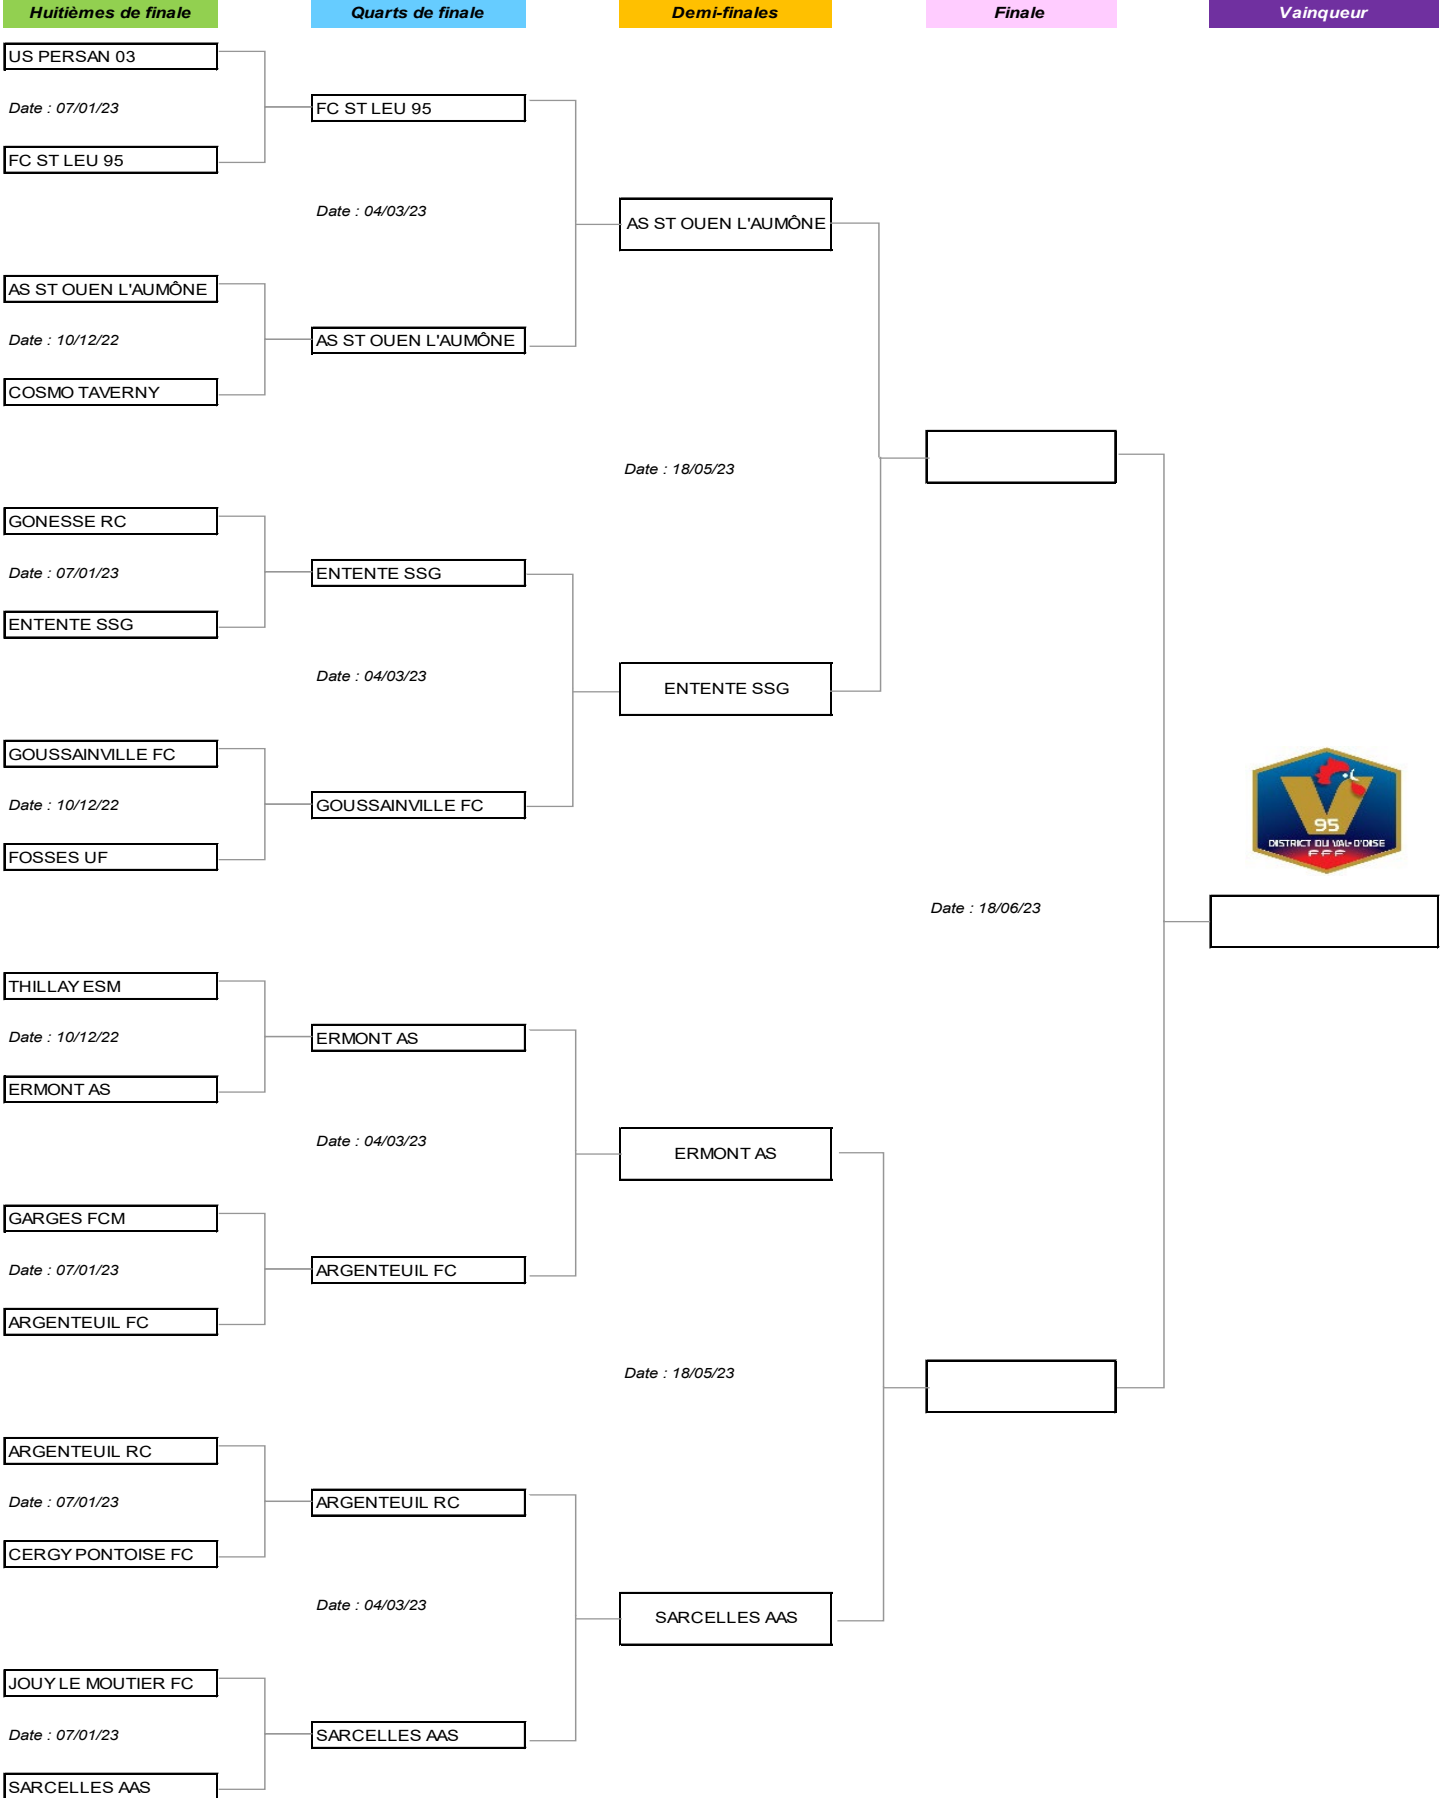 Huitièmes de finale
Quarts de finale
Demi-finales
Finale
Vainqueur
US PERSAN 03
Date : 07/01/23
FC ST LEU 95
FC ST LEU 95
Date : 04/03/23
AS ST OUEN L'AUMÔNE
AS ST OUEN L'AUMÔNE
Date : 10/12/22
AS ST OUEN L'AUMÔNE
COSMO TAVERNY
Date : 18/05/23
GONESSE RC
Date : 07/01/23
ENTENTE SSG
ENTENTE SSG
Date : 04/03/23
ENTENTE SSG
GOUSSAINVILLE FC
Date : 10/12/22
GOUSSAINVILLE FC
FOSSES UF
95
DISTRICT DU VAL-D'OISE
FFF
Date : 18/06/23
THILLAY ESM
Date : 10/12/22
ERMONT AS
ERMONT AS
Date : 04/03/23
ERMONT AS
GARGES FCM
Date : 07/01/23
ARGENTEUIL FC
ARGENTEUIL FC
Date : 18/05/23
ARGENTEUIL RC
Date : 07/01/23
ARGENTEUIL RC
CERGY PONTOISE FC
Date : 04/03/23
SARCELLES AAS
JOUY LE MOUTIER FC
Date : 07/01/23
SARCELLES AAS
SARCELLES AAS